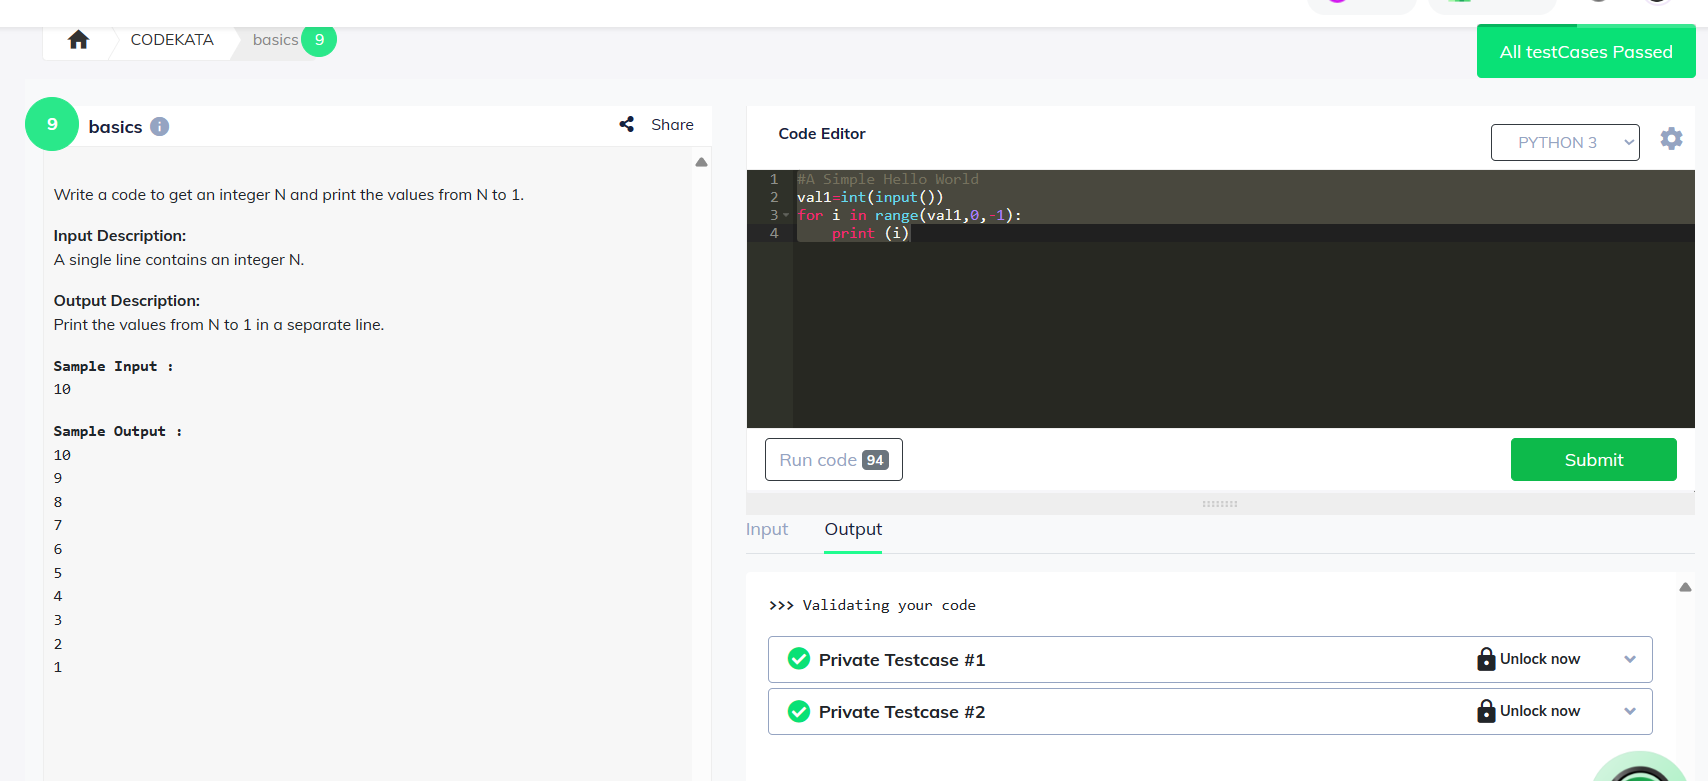 CODEKATA
basics 9
All testCases Passed
9 basics i
Share
Write a code to get an integer N and print the values from N to 1.
Input Description:
A single line contains an integer N.
Output Description:
Print the values from N to 1 in a separate line.
Sample Input :
10
Sample Output :
10
9
8
7
6
5
4
3
2
1
Code Editor
PYTHON 3
1 #A Simple Hello World
2 val1=int(input())
3 for i in range(val1,0,-1):
4     print (i)
Run code 94
Submit
Input
Output
>>> Validating your code
Private Testcase #1
Unlock now
Private Testcase #2
Unlock now